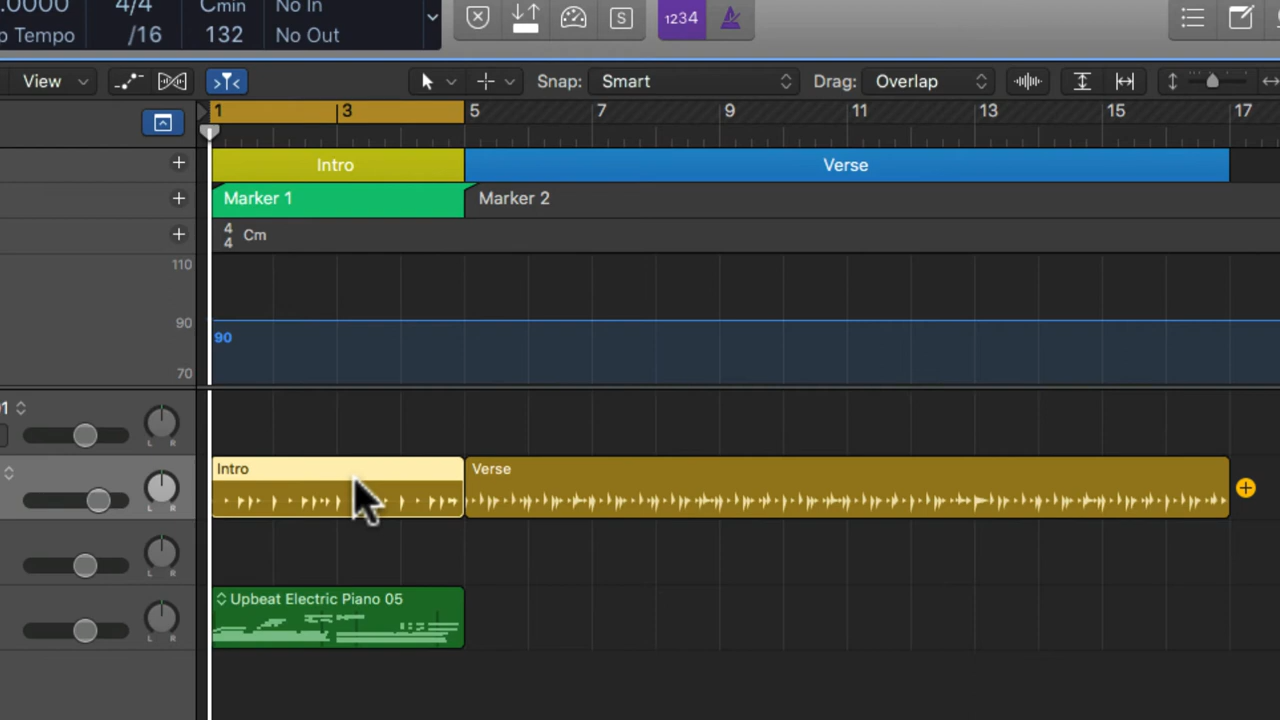 .0000 4/4 Cmin No In
p Tempo /16 132 No Out
S 1234
View Snap: Smart Drag: Overlap
1 3 5 7 9 11 13 15 17
Intro Verse
Marker 1 Marker 2
4/4 Cm
110
90
90
70
01
L R
Intro Verse
L R
L R
Upbeat Electric Piano 05
L R